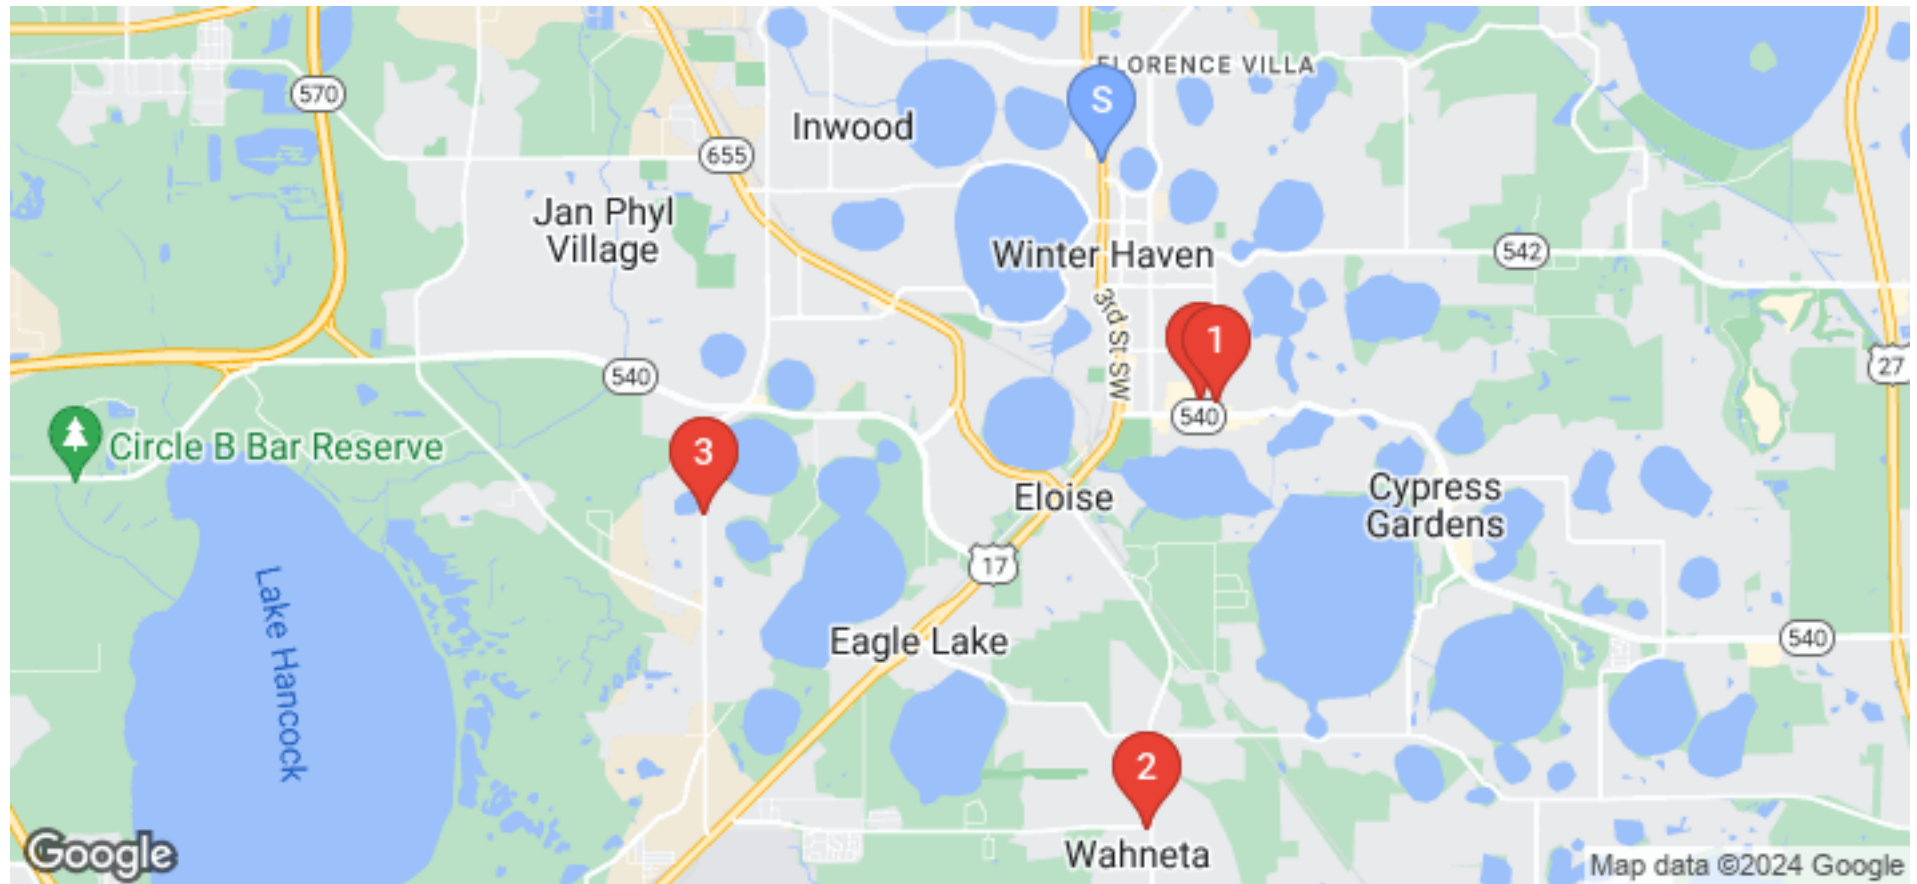 FLORENCE VILLA
570
S
Inwood
655
Jan Phyl
Village
Winter Haven
542
3rd St SW
1
27
540
540
3
Circle B Bar Reserve
Cypress
Gardens
Eloise
17
Lake Hancock
Eagle Lake
540
2
Wahneta
Google
Map data ©2024 Google